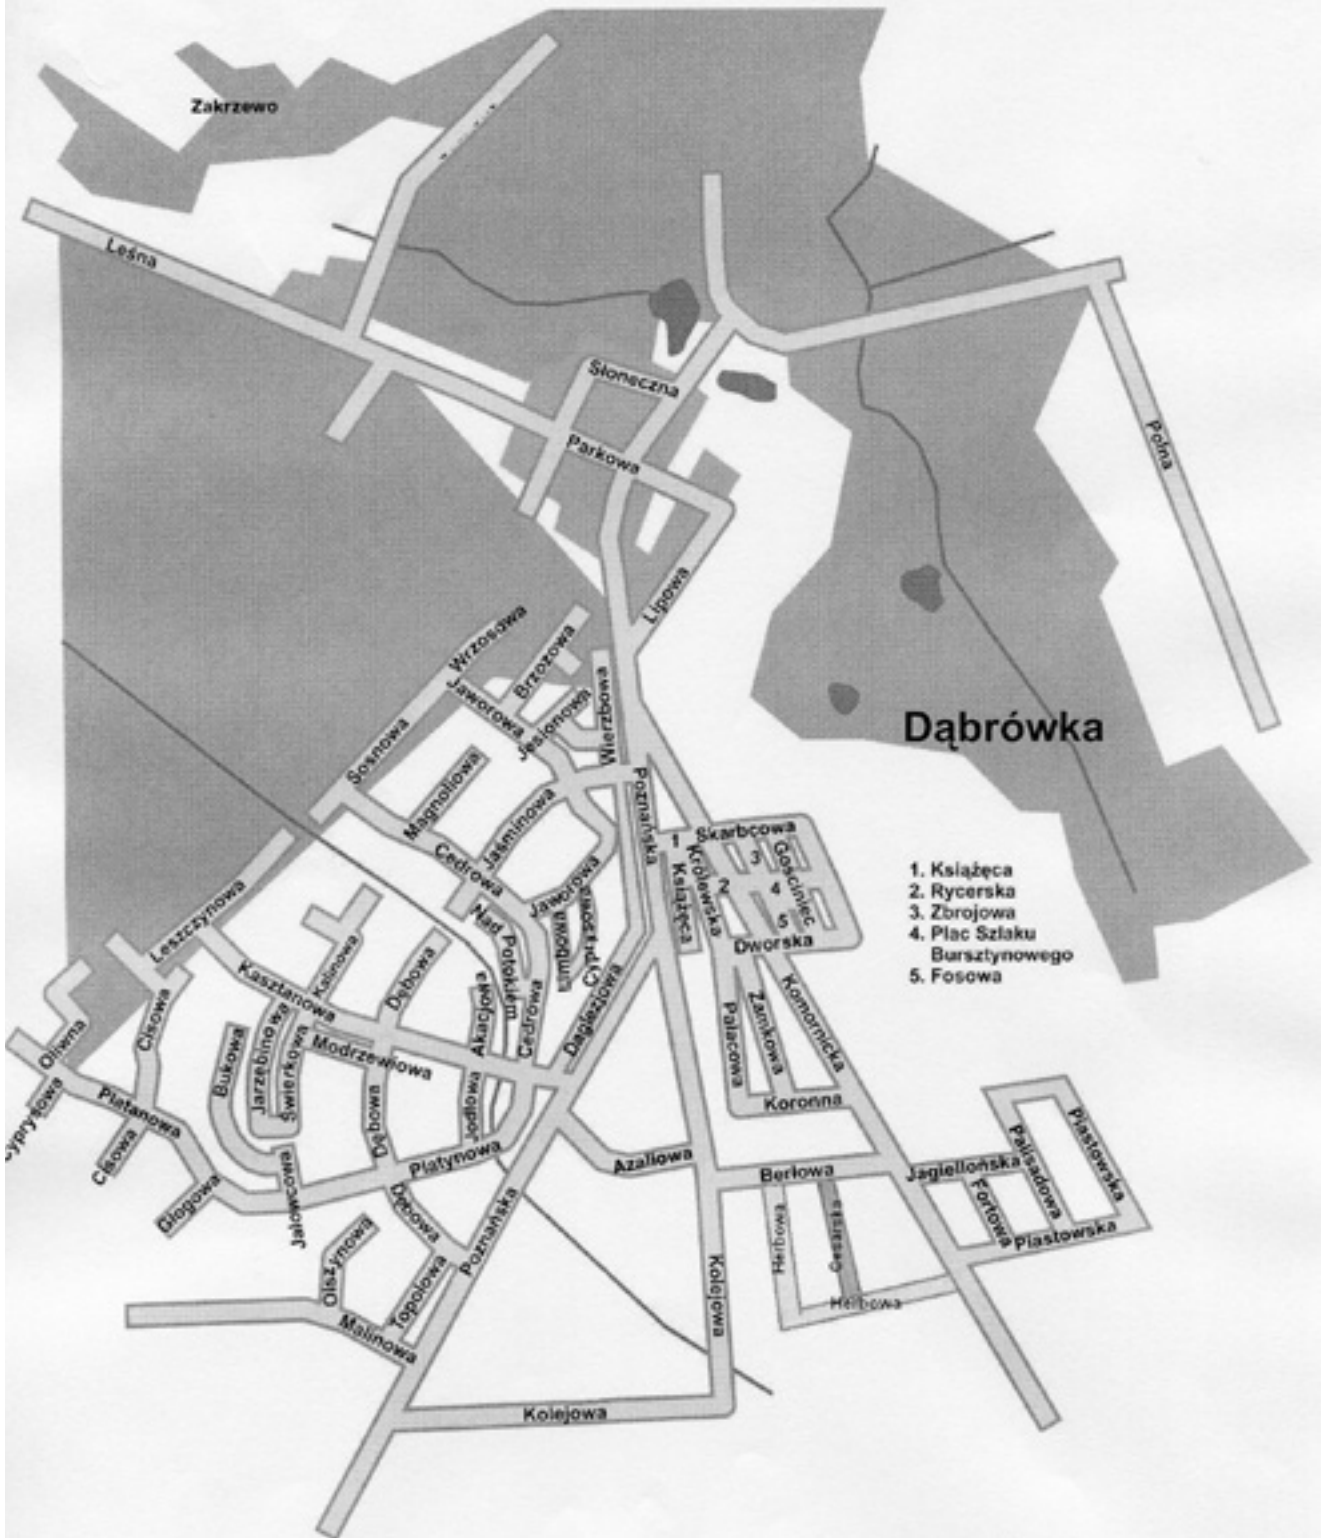 Zakrzewo
Leśna
Słoneczna
Parkowa
Polna
Lipowa
Wrzosowa
Brzozowa
Jaworowa
Jesionowa
Wierzbowa
Dąbrówka
Sosnowa
Magnoliowa
Jaśminowa
Poznańska
Cedrowa
Skarbcowa
1
3
Gościniec
Królewska
Książęca
2
4
5
Dworska
1. Książęca
2. Rycerska
3. Zbrojowa
4. Plac Szlaku
Bursztynowego
5. Fosowa
Jaworowa
Limbowa
Nad Potokiem
Leszczynowa
Kasztanowa
Kalinowa
Dębowa
Akacjowa
Cedrowa
Daglezjowa
Komornicka
Zamkowa
Pałacowa
Koronna
Oliwna
Cisowa
Bukowa
Jarzębinowa
Świerkowa
Modrzewiowa
Platanowa
Cisowa
Głogowa
Dębowa
Jodłowa
Platynowa
Jałowcowa
Azaliowa
Berłowa
Jagiellońska
Palisadowa
Piastowska
Fortowa
Piastowska
Dębowa
Poznańska
Olszynowa
Topolowa
Malinowa
Kolejowa
Herbowa
Cesarska
Herbowa
Kolejowa